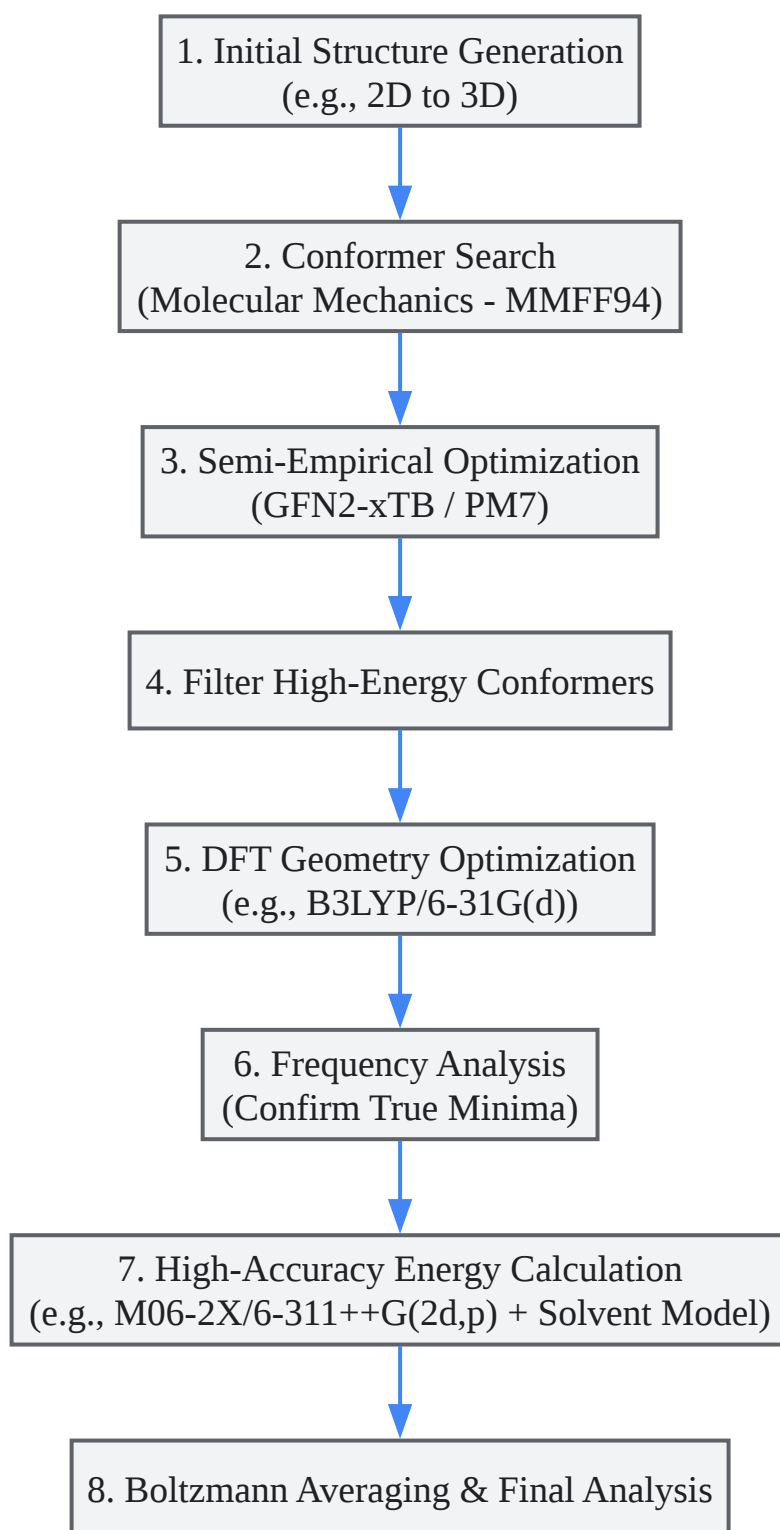 1. Initial Structure Generation
(e.g., 2D to 3D)
2. Conformer Search
(Molecular Mechanics - MMFF94)
3. Semi-Empirical Optimization
(GFN2-xTB / PM7)
4. Filter High-Energy Conformers
5. DFT Geometry Optimization
(e.g., B3LYP/6-31G(d))
6. Frequency Analysis
(Confirm True Minima)
7. High-Accuracy Energy Calculation
(e.g., M06-2X/6-311++G(2d,p) + Solvent Model)
8. Boltzmann Averaging & Final Analysis